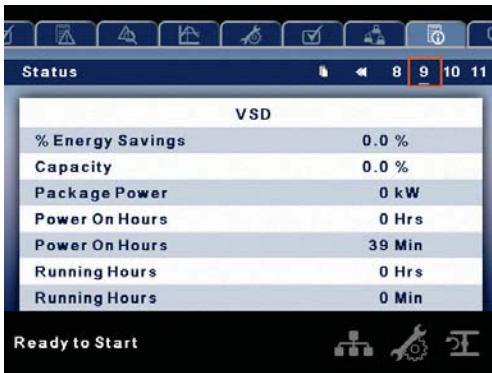 Status 8 9 10 11
VSD
% Energy Savings 0.0 %
Capacity 0.0 %
Package Power 0 kW
Power On Hours 0 Hrs
Power On Hours 39 Min
Running Hours 0 Hrs
Running Hours 0 Min
Ready to Start